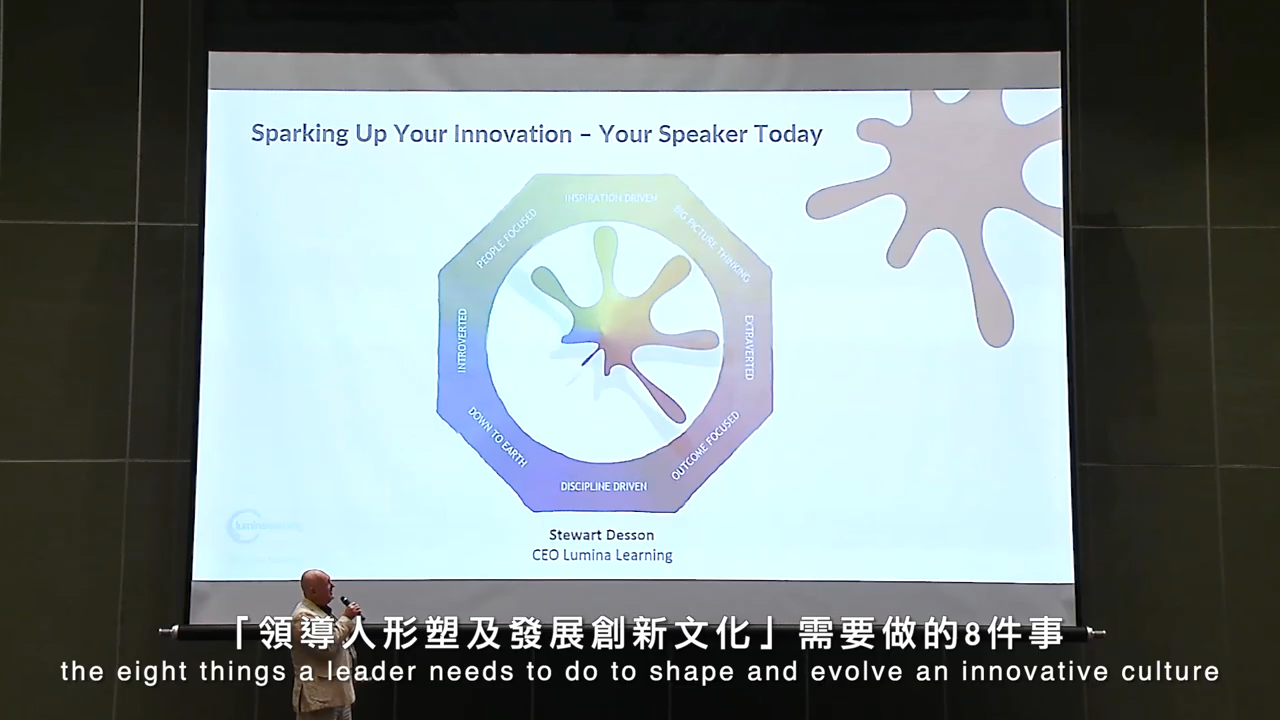 Sparking Up Your Innovation – Your Speaker Today
INSPIRATION DRIVEN
BIG PICTURE THINKING
EXTRAVERTED
OUTCOME FOCUSED
DISCIPLINE DRIVEN
DOWN TO EARTH
INTROVERTED
PEOPLE FOCUSED
Stewart Desson
CEO Lumina Learning
「領導人形塑及發展創新文化」需要做的8件事
the eight things a leader needs to do to shape and evolve an innovative culture